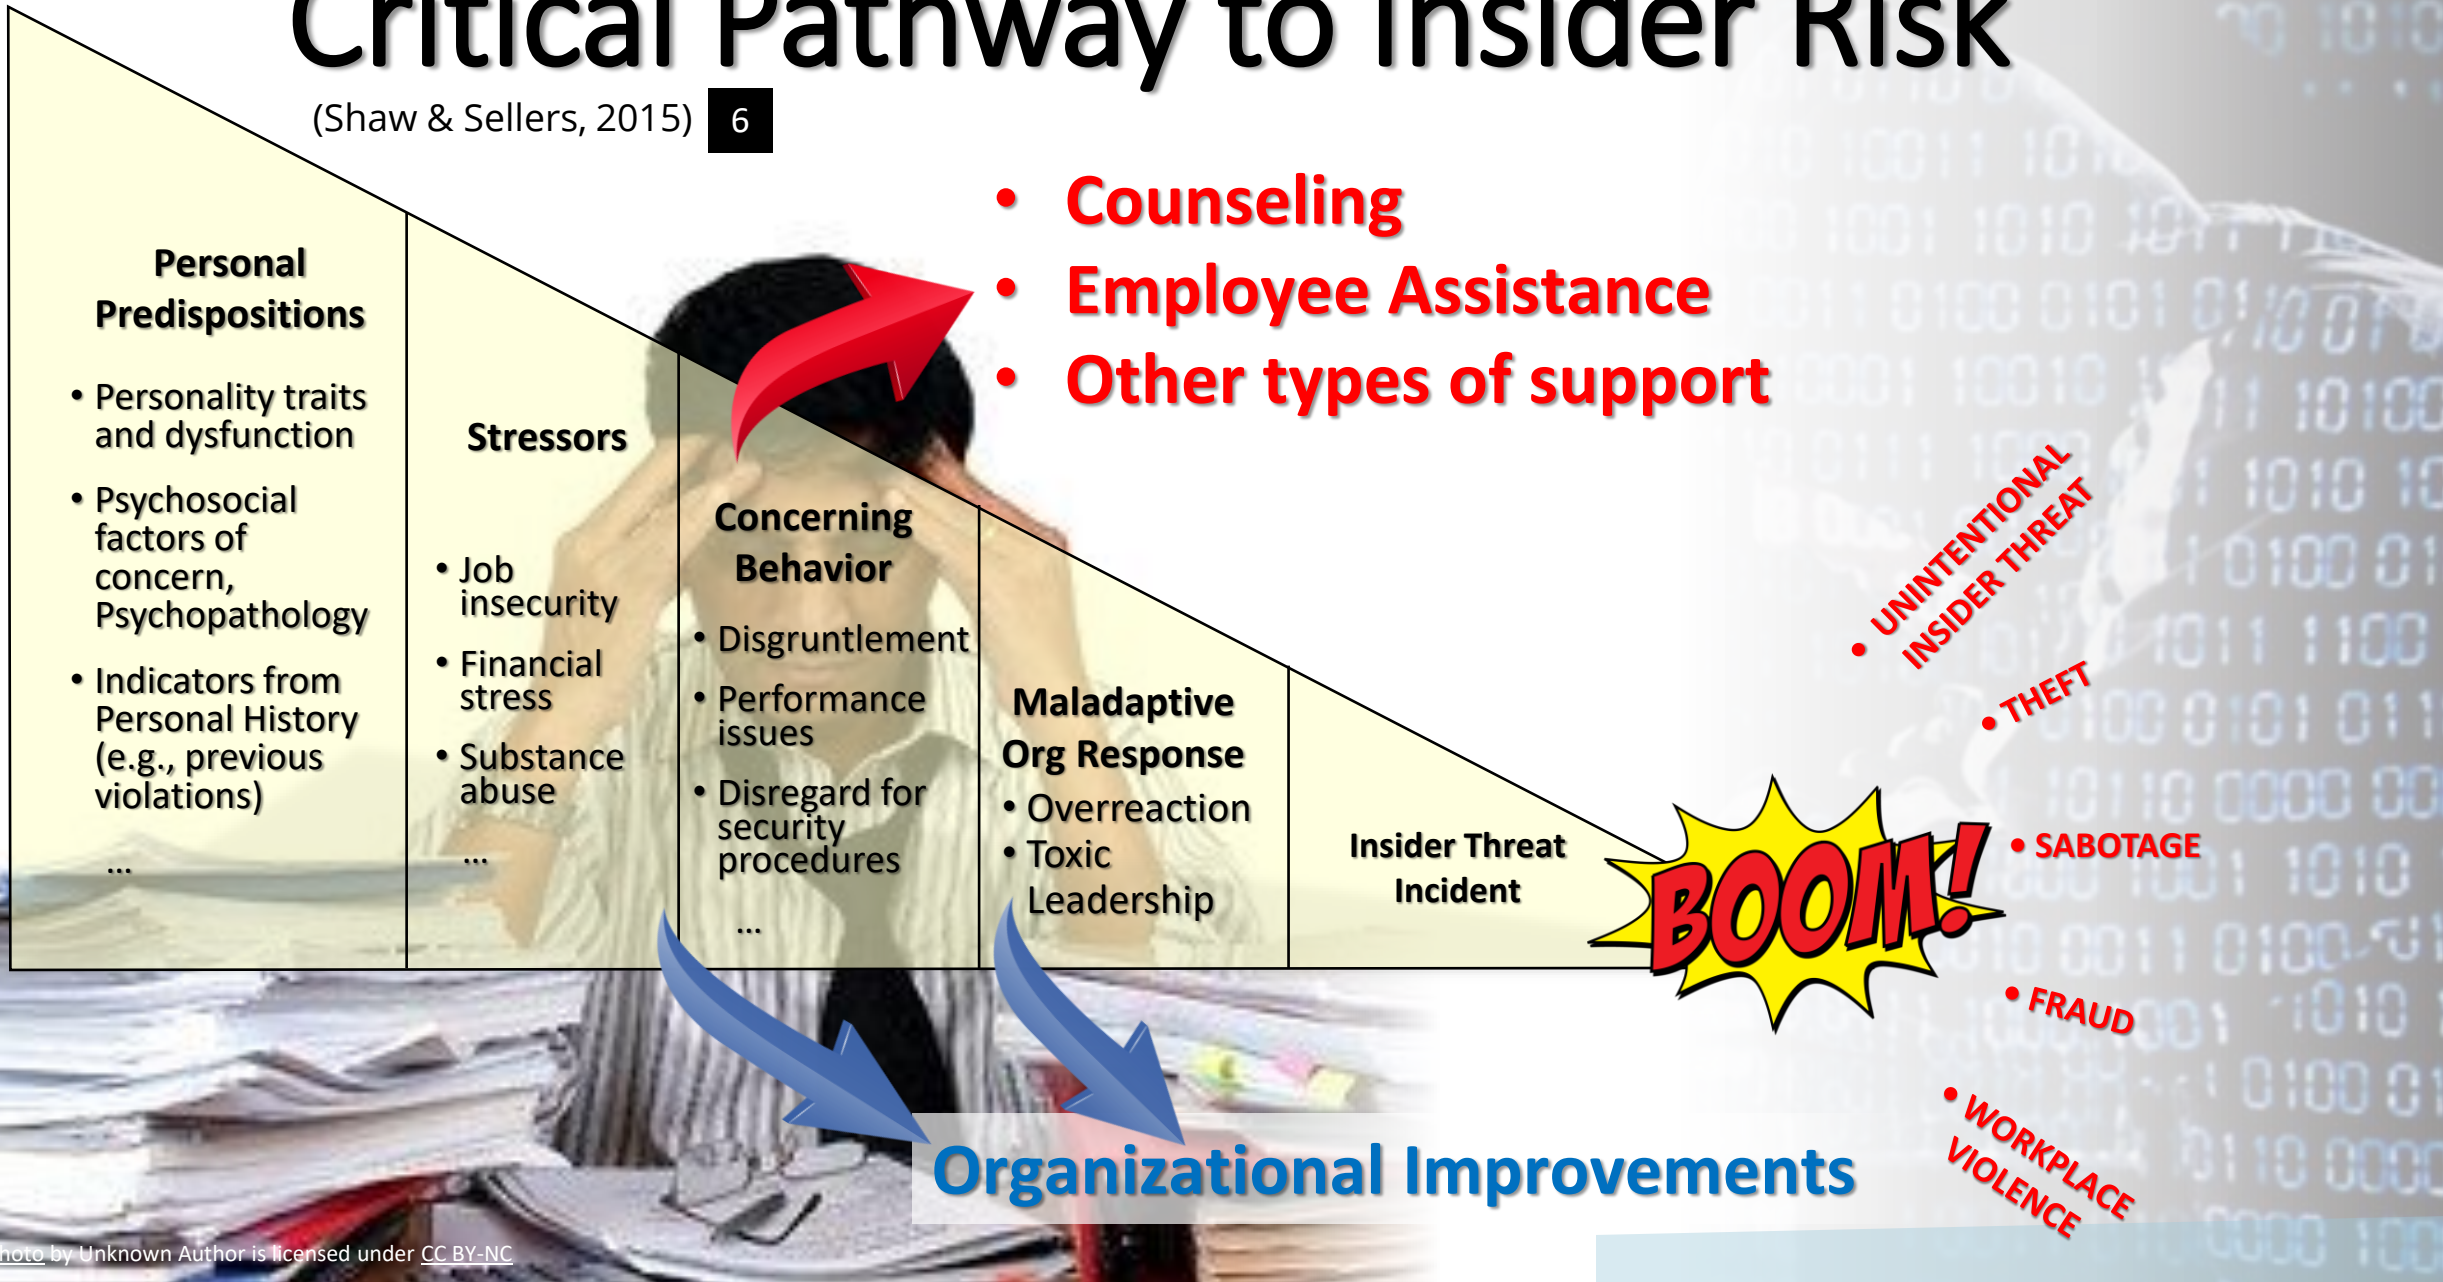 Critical Pathway to Insider Risk
(Shaw & Sellers, 2015) 6
Personal
Predispositions
• Personality traits
and dysfunction
• Psychosocial
factors of
concern,
Psychopathology
• Indicators from
Personal History
(e.g., previous
violations)
...
Stressors
• Job
insecurity
• Financial
stress
• Substance
abuse
...
Concerning
Behavior
• Disgruntlement
• Performance
issues
• Disregard for
security
procedures
...
Maladaptive
Org Response
• Overreaction
• Toxic
Leadership
Insider Threat
Incident
• Counseling
• Employee Assistance
• Other types of support
BOOM!
• UNINTENTIONAL
INSIDER THREAT
• THEFT
• SABOTAGE
• FRAUD
• WORKPLACE
VIOLENCE
Organizational Improvements
hoto by Unknown Author is licensed under CC BY-NC